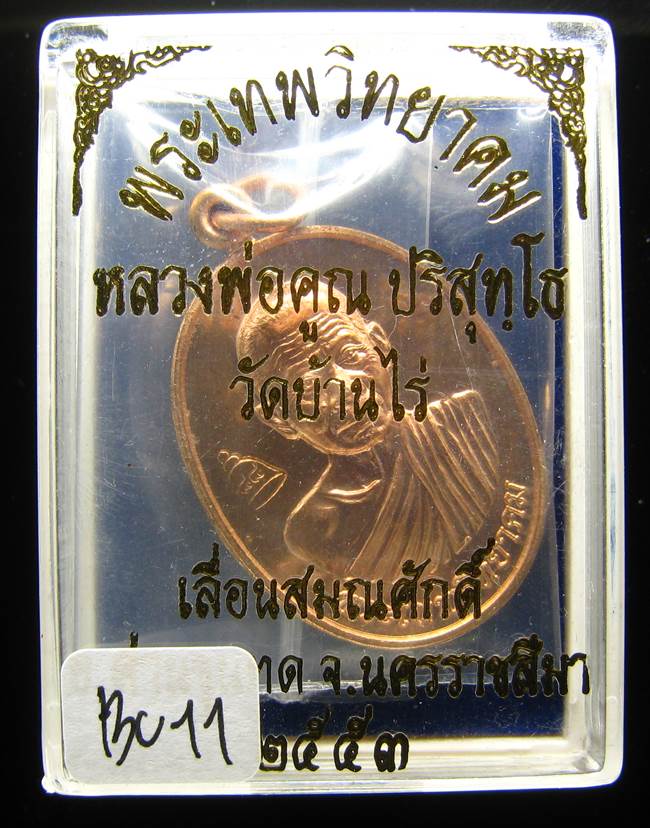 พระเทพวิทยาคม
หลวงพ่อคูณ ปริสุทฺโธ
วัดบ้านไร่
เลื่อนสมณศักดิ์
จ.นครราชสีมา
๒๕๕๓
BC11